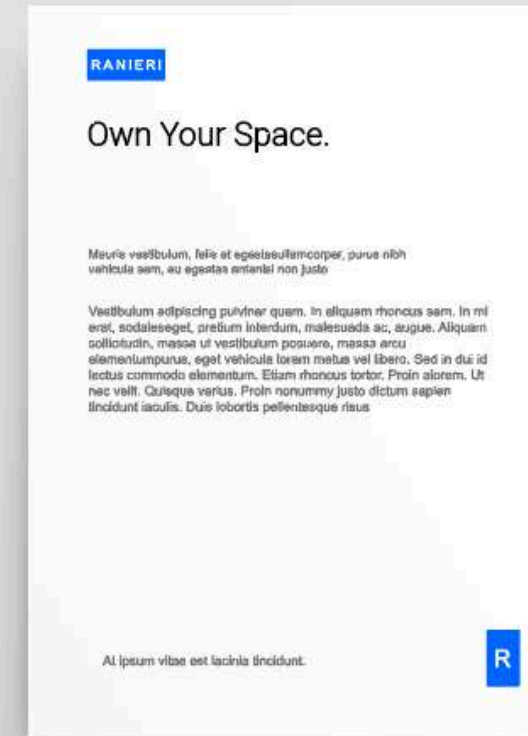 RANIERI
Own Your Space.
Mauris vestibulum, felis et egestasullamcorper, purus nibh
vehicula sem, eu egestas antenisl non justo
Vestibulum adipiscing pulviner quam. In aliquam rhoncus sem. In mi
erat, sodaleseget, pretium interdum, malesuada ac, augue. Aliquam
sollicitudin, massa ut vestibulum posuere, massa arcu
elementumpurus, eget vehicula lorem metus vel libero. Sed in dui id
lectus commodo elementum. Etiam rhoncus tortor. Proin alorem. Ut
nec velit. Quisque varius. Proin nonummy justo dictum sapien
tincidunt iaculis. Duis lobortis pellentesque risus
At ipsum vitae est lacinia tincidunt.
R